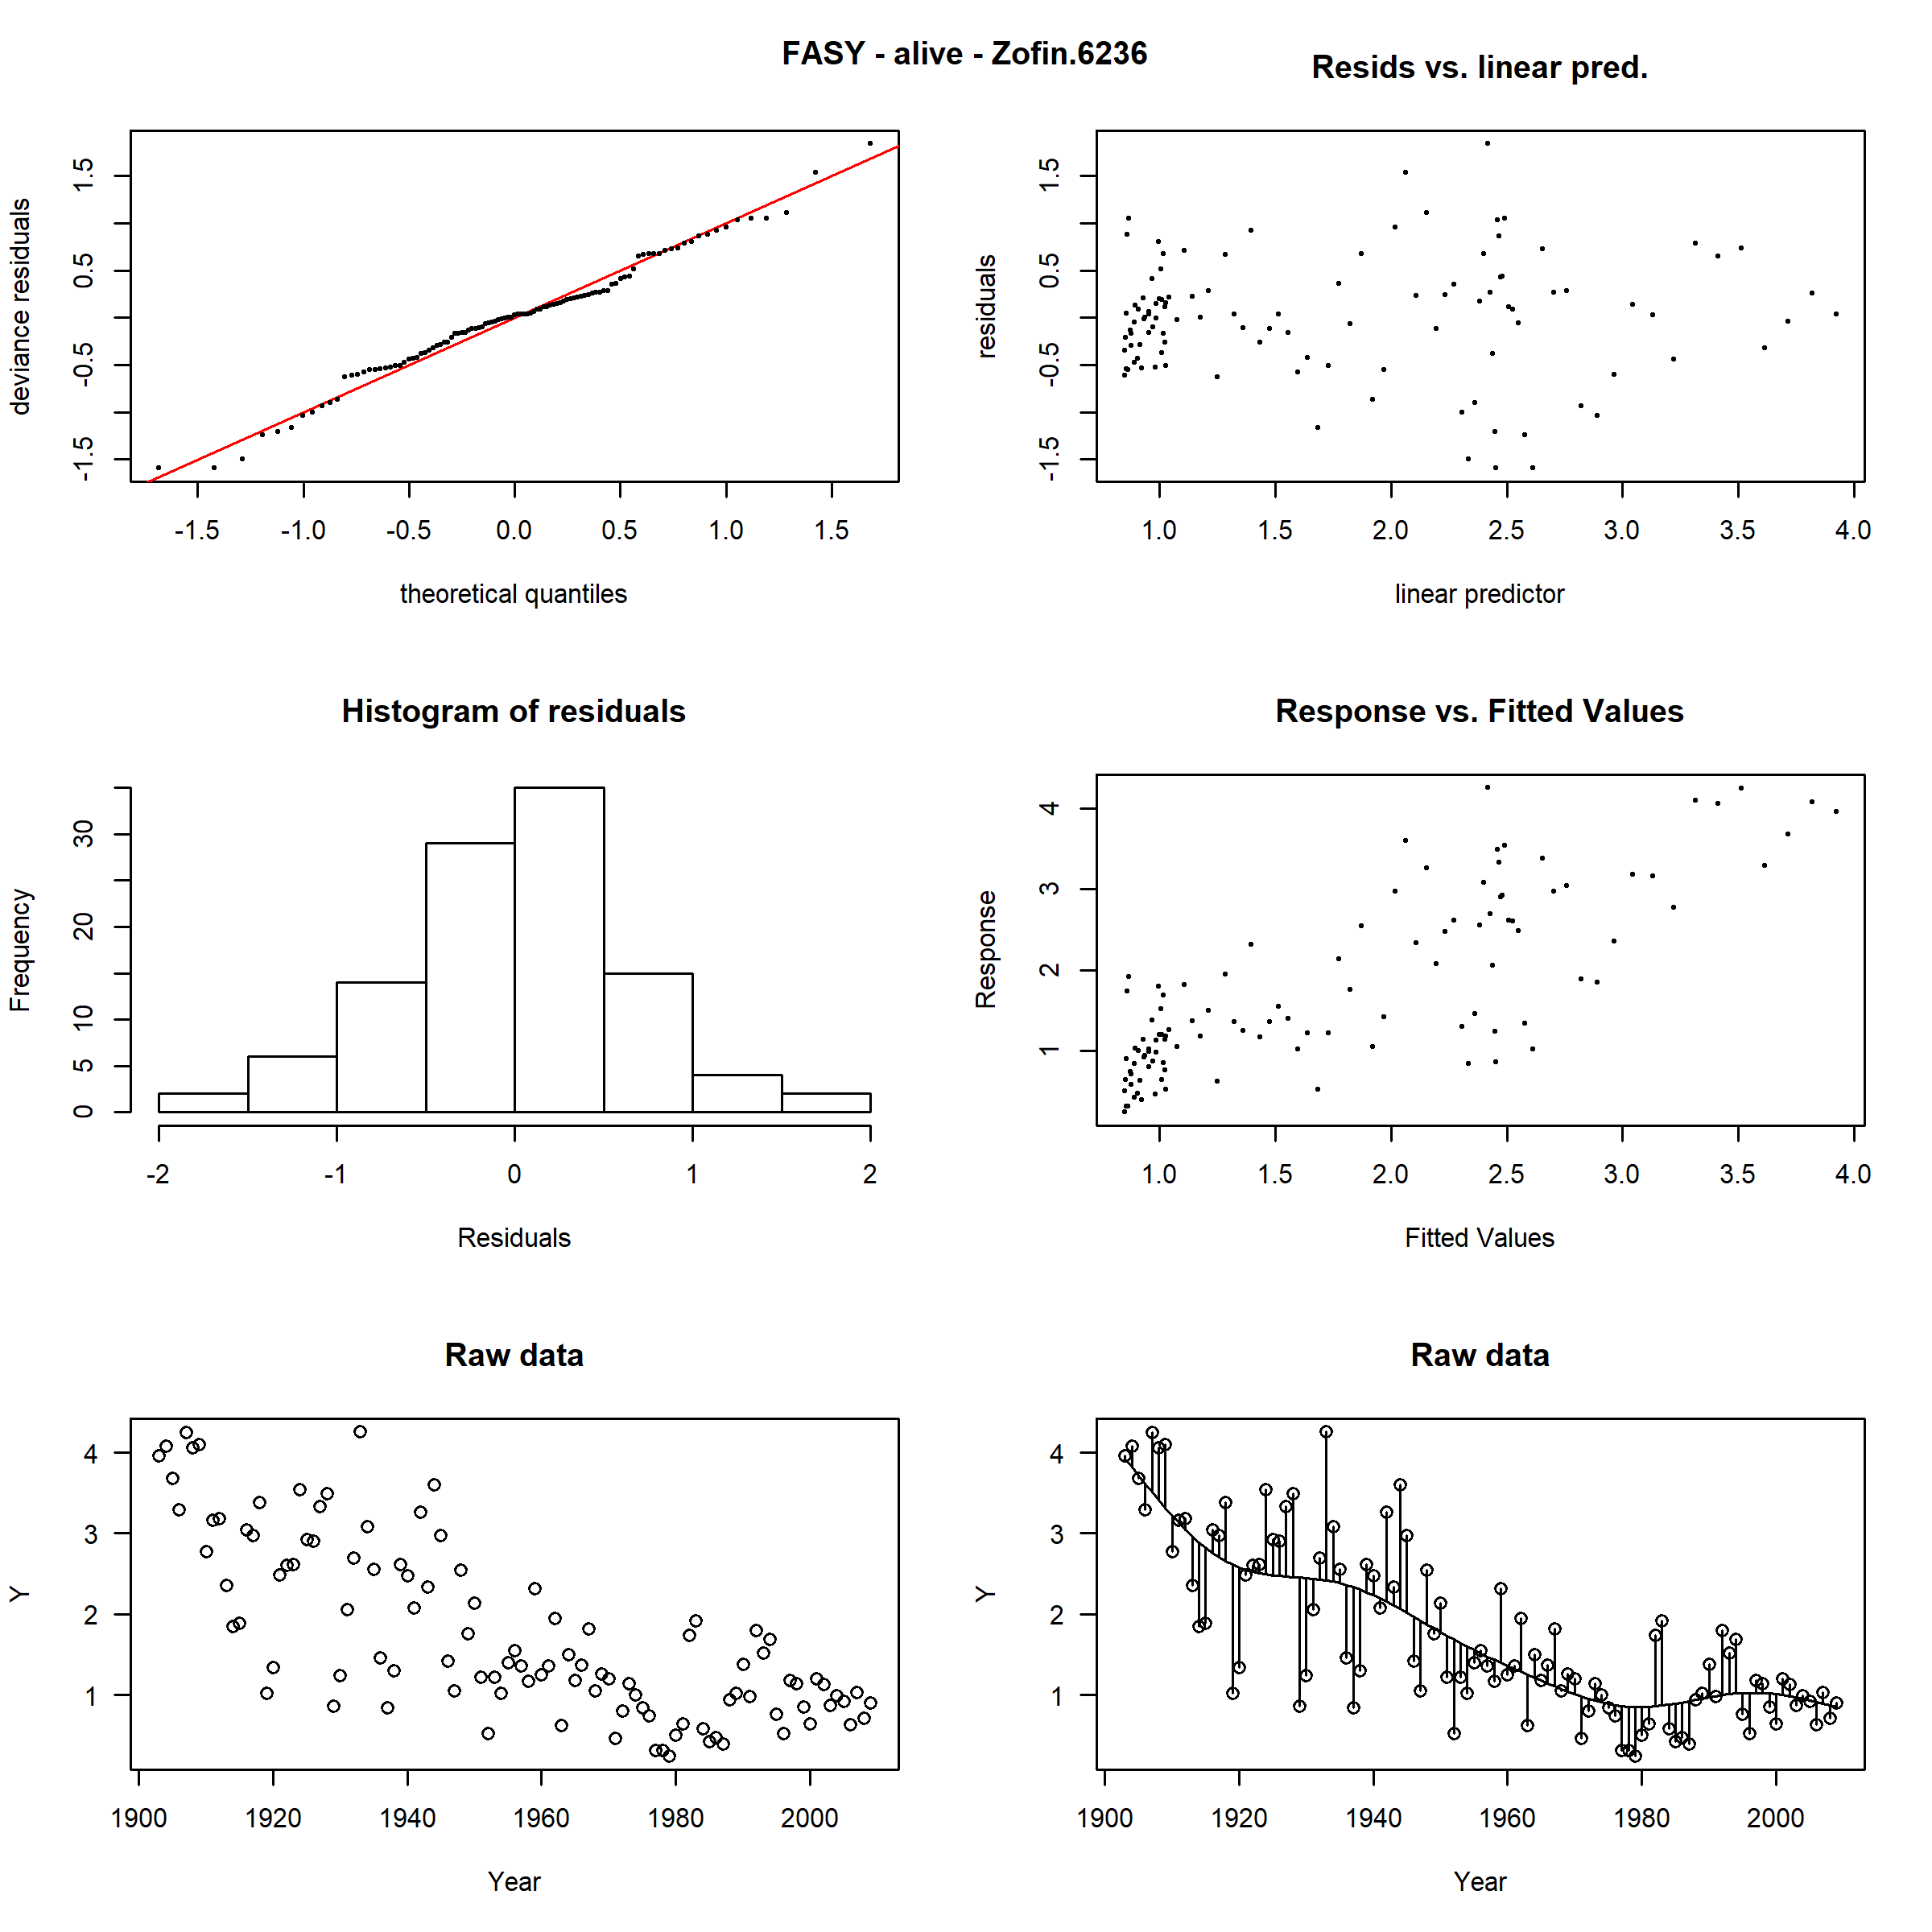 FASY - alive - Zofin.6236
Resids vs. linear pred.
deviance residuals
-1.5 -0.5 0.5 1.5
-1.5 -1.0 -0.5 0.0 0.5 1.0 1.5
theoretical quantiles
residuals
-1.5 -0.5 0.5 1.5
1.0 1.5 2.0 2.5 3.0 3.5 4.0
linear predictor
Histogram of residuals
Frequency
0 5 10 20 30
-2 -1 0 1 2
Residuals
Response vs. Fitted Values
Response
1 2 3 4
1.0 1.5 2.0 2.5 3.0 3.5 4.0
Fitted Values
Raw data
Y
4
3
2
1
1900 1920 1940 1960 1980 2000
Year
Raw data
Y
4
3
2
1
1900 1920 1940 1960 1980 2000
Year